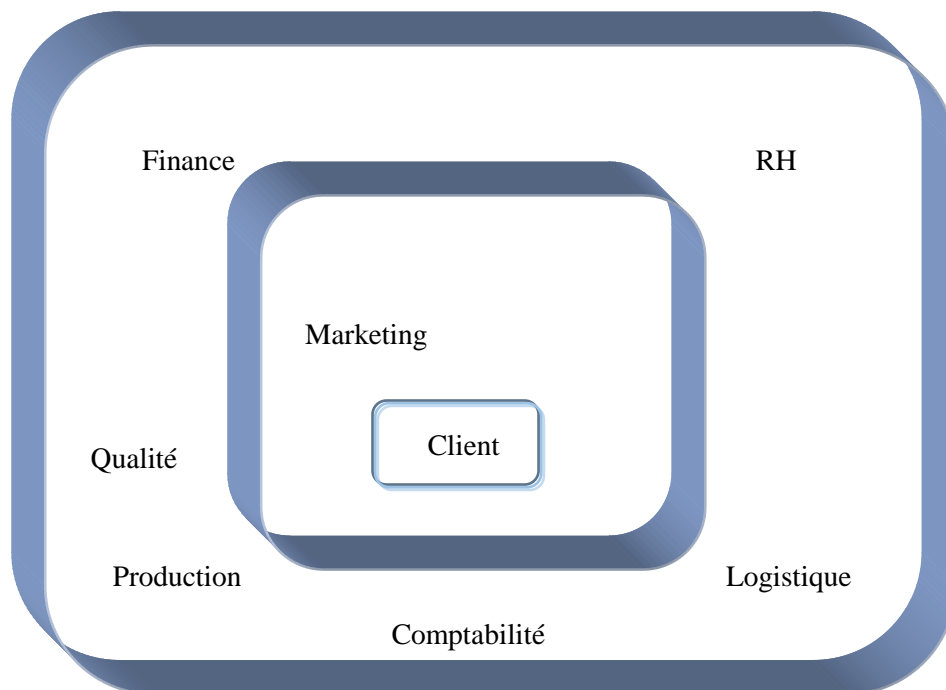 Finance
RH
Marketing
Client
Qualité
Production
Logistique
Comptabilité